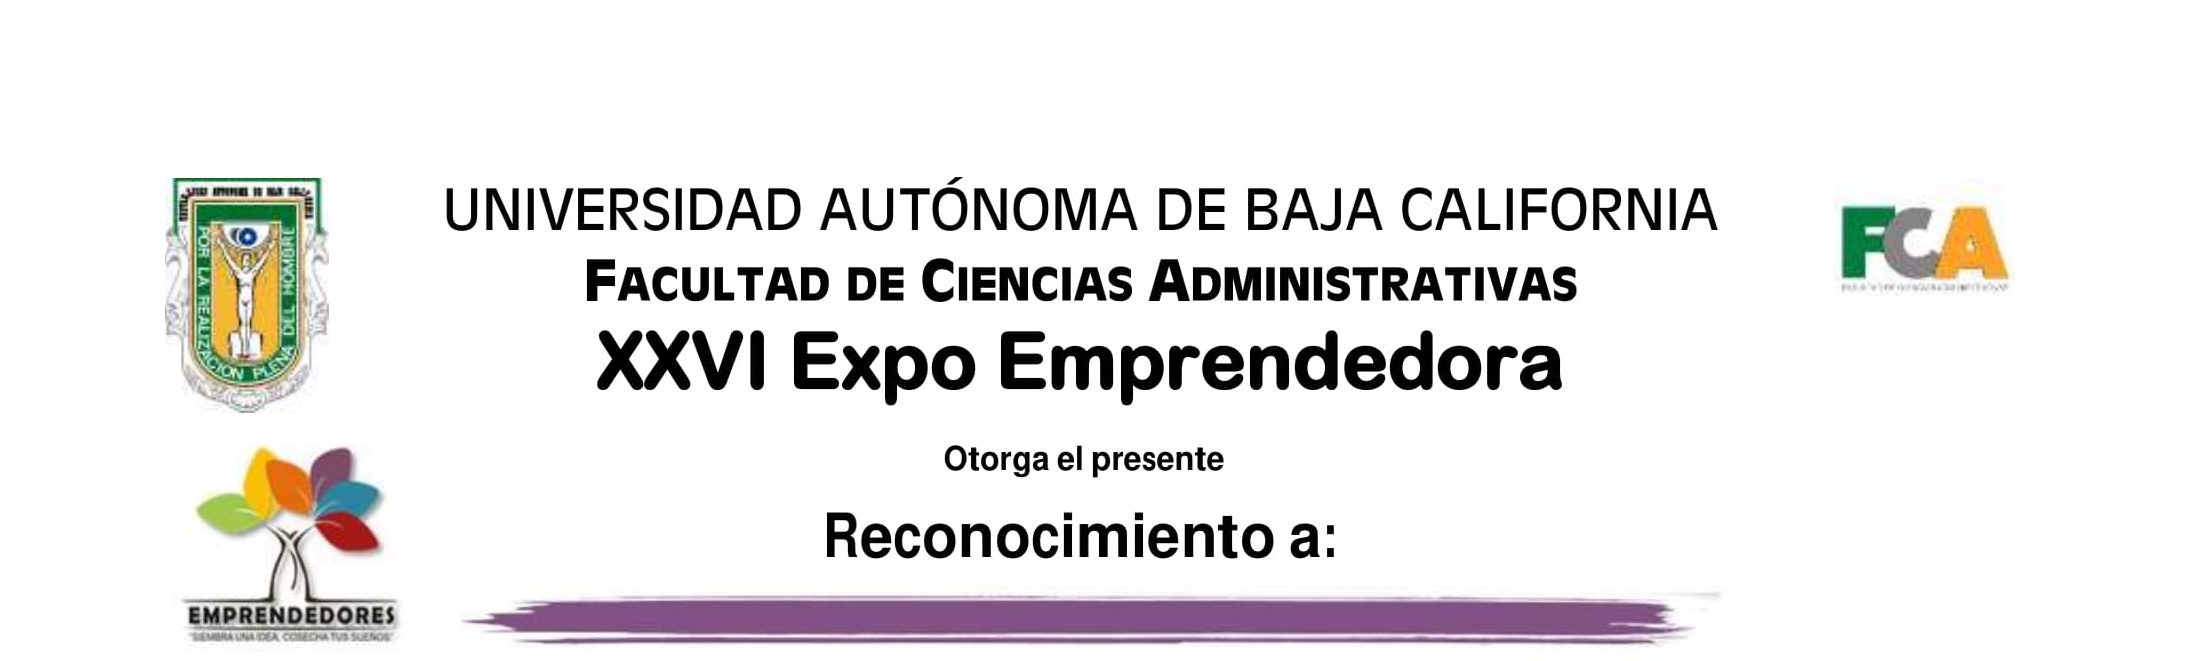 UNIVERSIDAD AUTÓNOMA DE BAJA CALIFORNIA
FACULTAD DE CIENCIAS ADMINISTRATIVAS
XXVI Expo Emprendedora
Otorga el presente
Reconocimiento a:
POR LA REALIZACION PLENA DEL HOMBRE
FCA
EMPRENDEDORES
"SIEMBRA UNA IDEA, COSECHA TUS SUEÑOS"